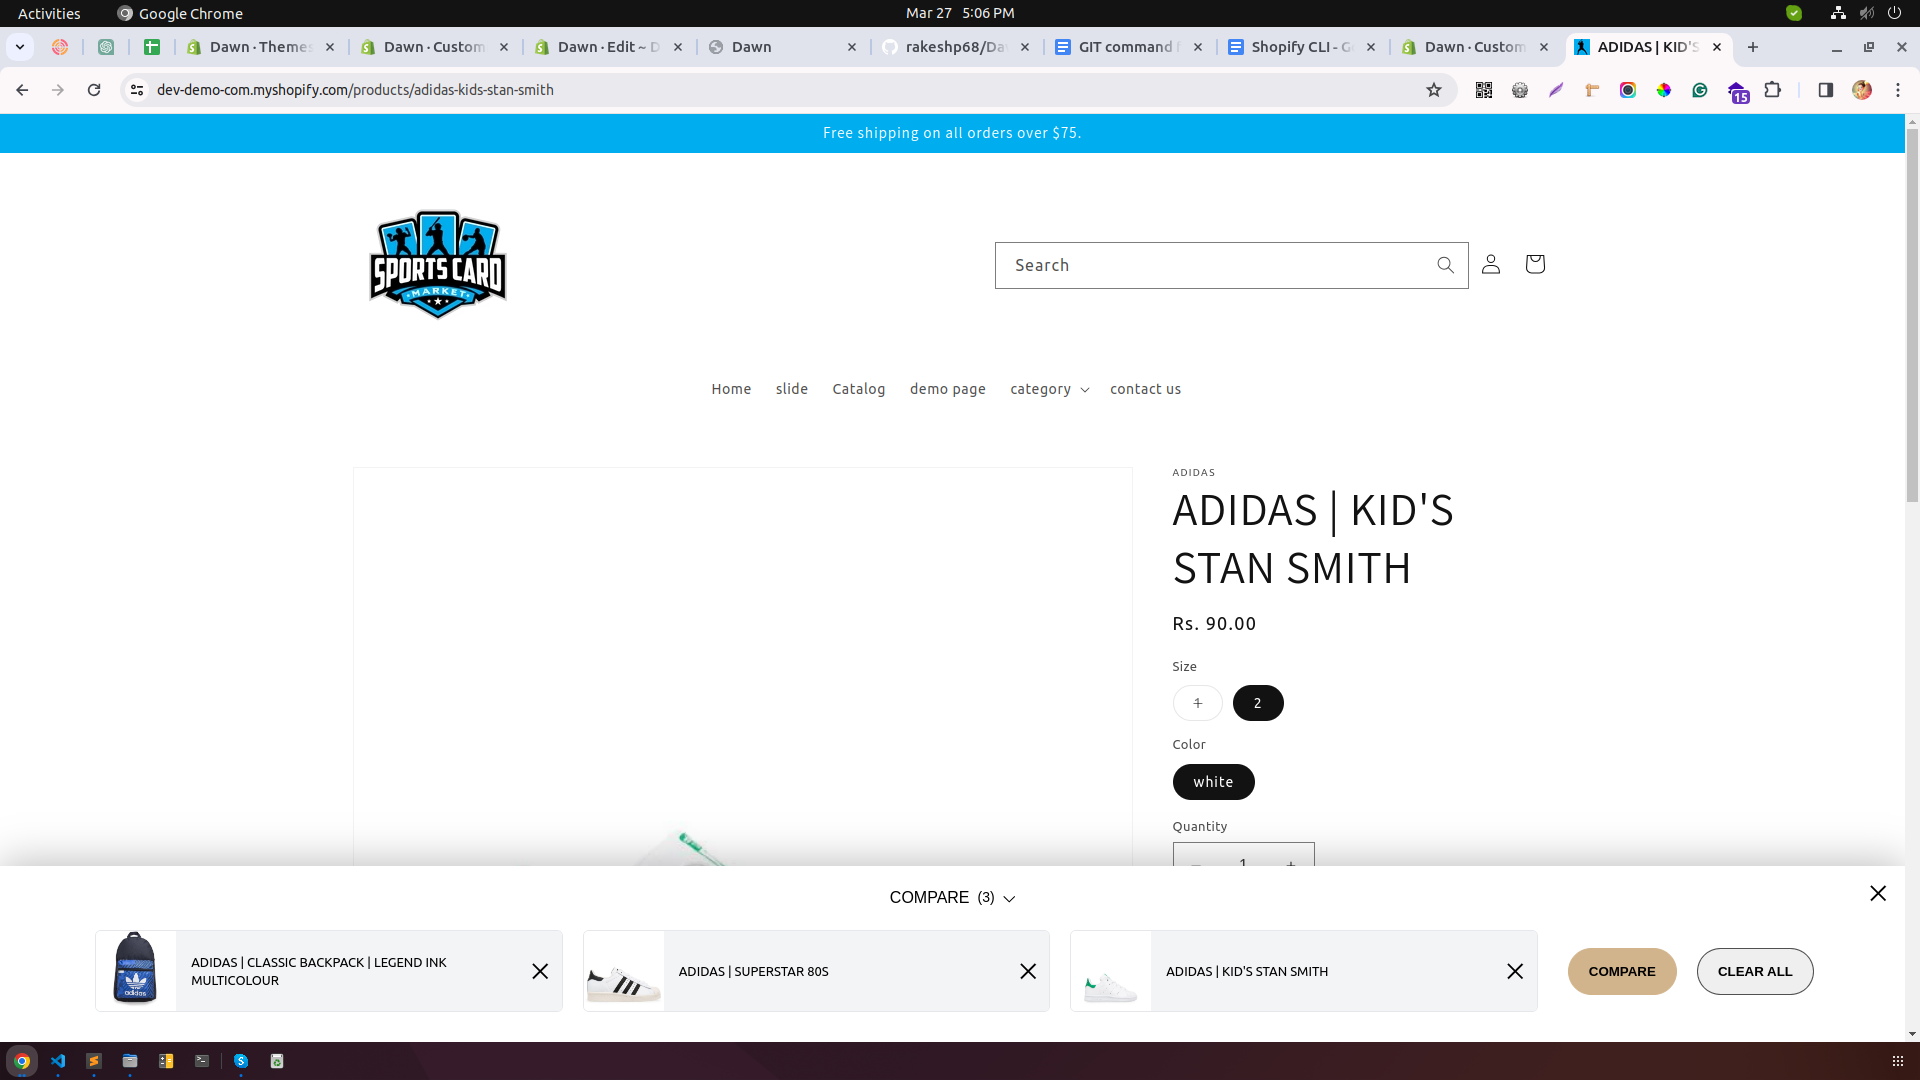 Activities
Google Chrome
Mar 27 5:06 PM
Dawn · Themes
Dawn · Custom
Dawn · Edit ~ D
Dawn
rakeshp68/Da
GIT command
Shopify CLI - G
Dawn · Custom
ADIDAS | KID'S
dev-demo-com.myshopify.com/products/adidas-kids-stan-smith
15
Free shipping on all orders over $75.
SPORTS CARD
MARKET
Search
Home
slide
Catalog
demo page
category
contact us
ADIDAS
ADIDAS | KID'S
STAN SMITH
Rs. 90.00
Size
1
2
Color
white
Quantity
1
COMPARE (3)
adidas
ADIDAS | CLASSIC BACKPACK | LEGEND INK
MULTICOLOUR
ADIDAS | SUPERSTAR 80S
ADIDAS | KID'S STAN SMITH
COMPARE
CLEAR ALL